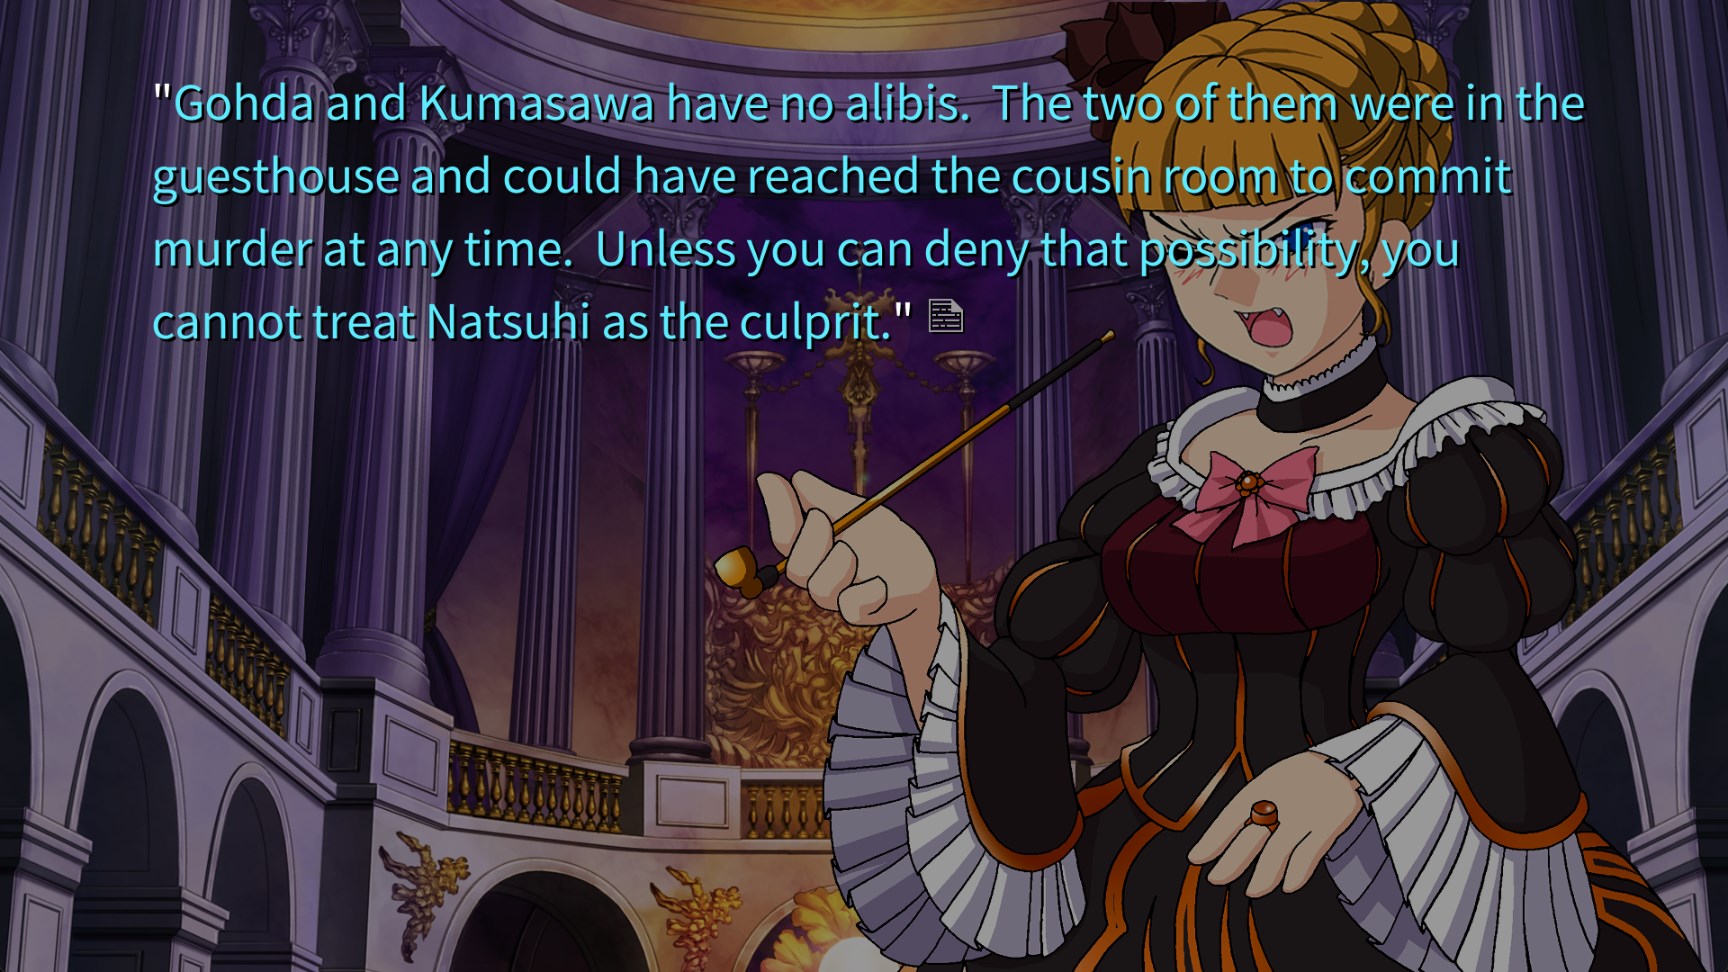 "Gohda and Kumasawa have no alibis.  The two of them were in the
guesthouse and could have reached the cousin room to commit
murder at any time.  Unless you can deny that possibility, you
cannot treat Natsuhi as the culprit."